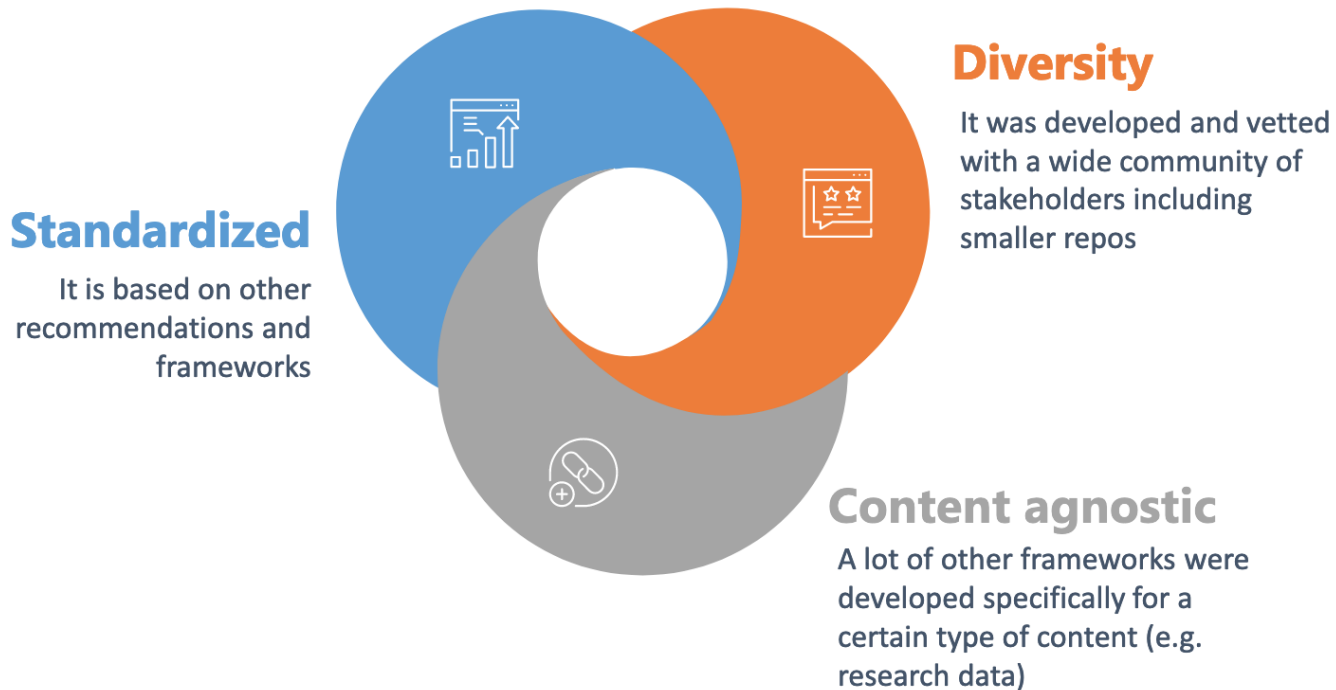 Standardized
It is based on other
recommendations and
frameworks
Diversity
It was developed and vetted
with a wide community of
stakeholders including
smaller repos
Content agnostic
A lot of other frameworks were
developed specifically for a
certain type of content (e.g.
research data)